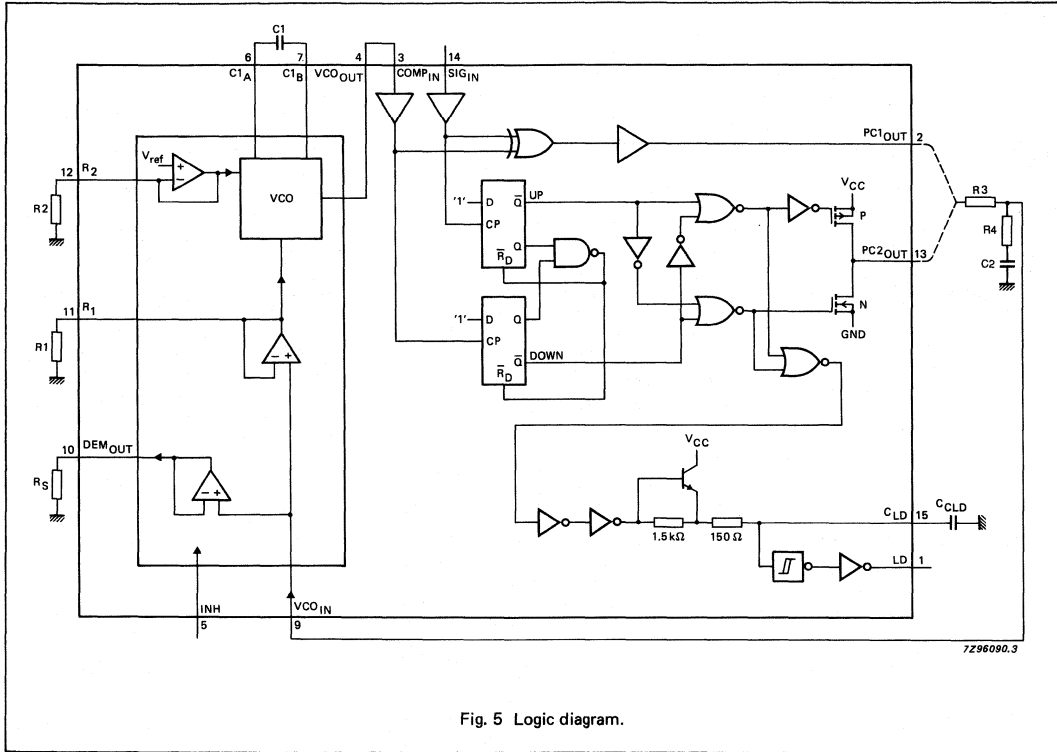 C1
6 7 4 3 14
C1A C1B VCOOUT COMPIN SIGIN
PC1OUT 2
Vref
12 R2
+
−
R2
VCO
'1' D Q̅ UP
CP
Q
R̅D
VCC
P
R3
R4
PC2OUT 13
C2
11 R1
R1
− +
'1' D Q
CP
Q̅ DOWN
R̅D
N
GND
10 DEMOUT
RS
− +
VCC
1.5 kΩ 150 Ω
CLD 15 CCLD
LD 1
INH VCOIN
5 9
7Z96090.3
Fig. 5 Logic diagram.